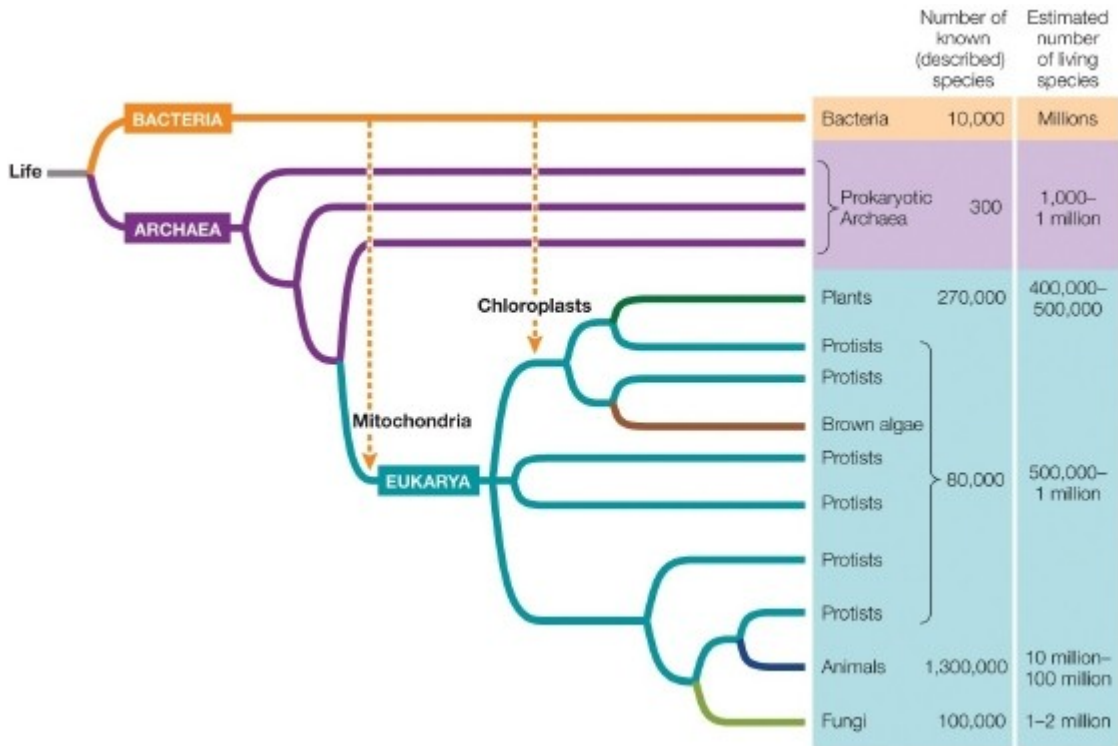 Number of
known
(described)
species
Estimated
number
of living
species
BACTERIA
Bacteria 10,000 Millions
Life
ARCHAEA
Prokaryotic
Archaea
300
1,000–
1 million
Chloroplasts
Plants 270,000
400,000–
500,000
Protists
Protists
Mitochondria
Brown algae
Protists
EUKARYA
80,000
500,000–
1 million
Protists
Protists
Protists
Animals 1,300,000
10 million–
100 million
Fungi 100,000 1–2 million